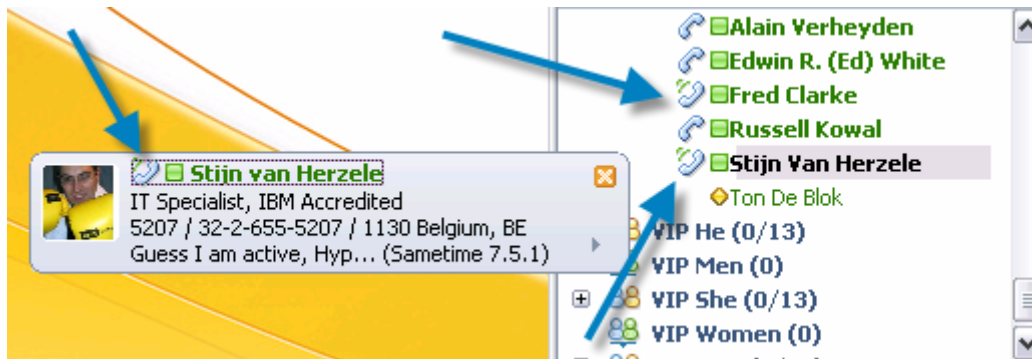 Alain Verheyden
Edwin R. (Ed) White
Fred Clarke
Russell Kowal
Stijn Van Herzele
Ton De Blok
VIP He (0/13)
VIP Men (0)
VIP She (0/13)
VIP Women (0)
Stijn van Herzele
IT Specialist, IBM Accredited
5207 / 32-2-655-5207 / 1130 Belgium, BE
Guess I am active, Hyp... (Sametime 7.5.1)